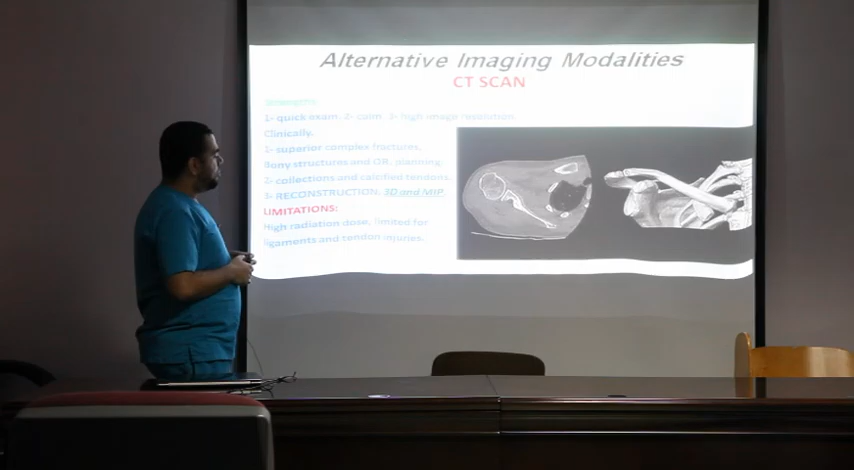 Alternative Imaging Modalities
CT SCAN
Strengths:
1- quick exam. 2- calm. 3- high image resolution.
Clinically.
1- superior complex fractures.
Bony structures and OR. planning.
2- collections and calcified tendons.
3- RECONSTRUCTION. 3D and MIP.
LIMITATIONS:
High radiation dose, limited for
ligaments and tendon injuries.